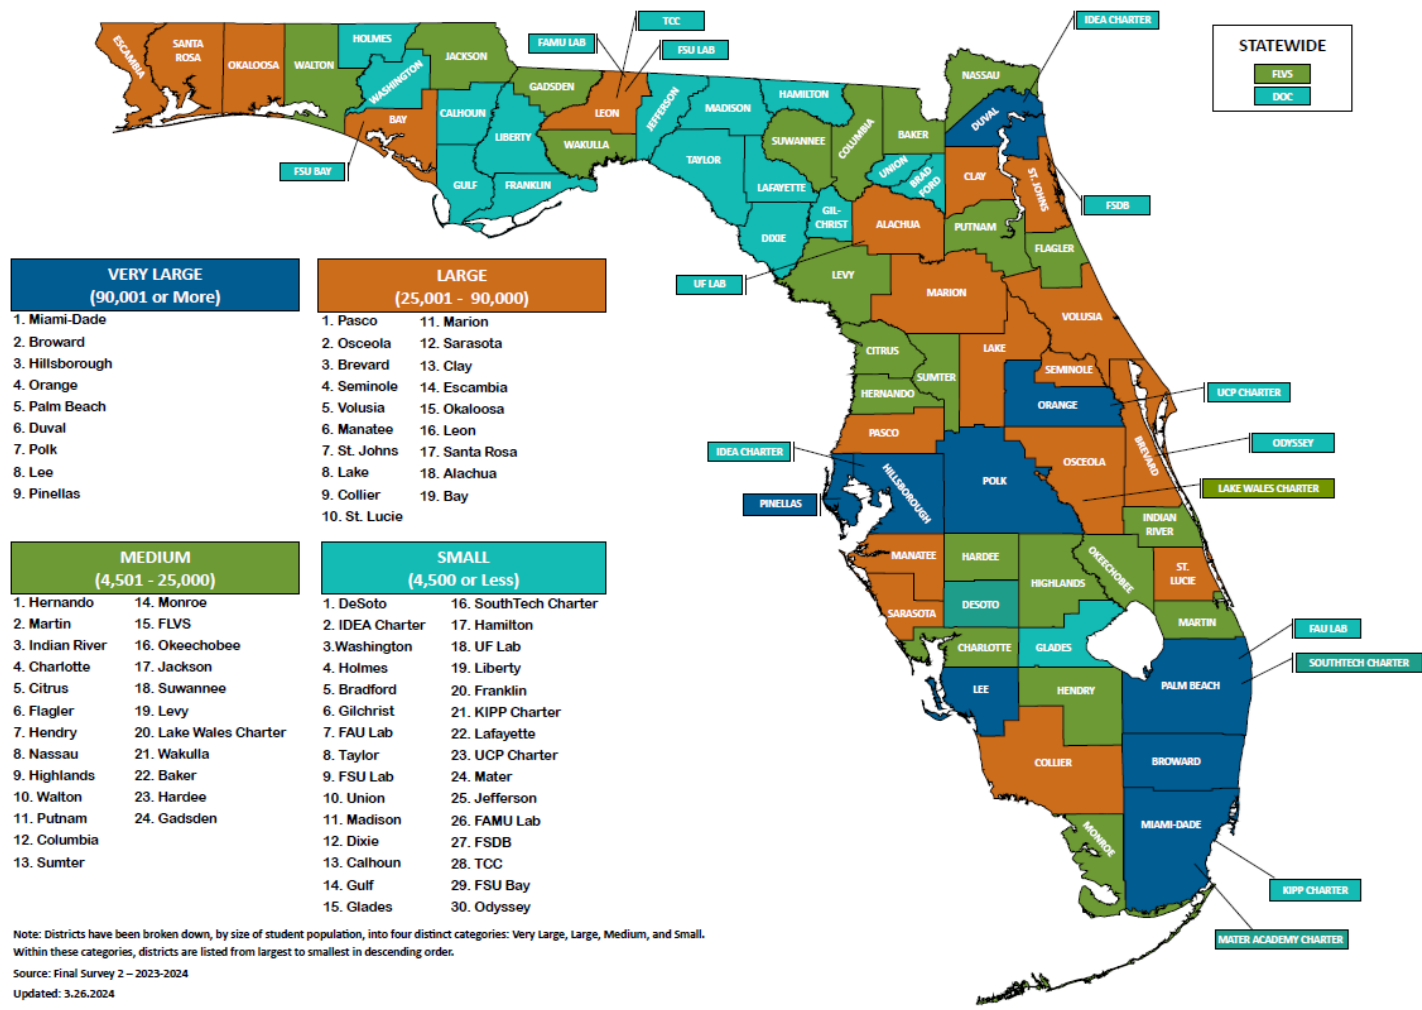 TCC
IDEA CHARTER
FAMU LAB
FSU LAB
STATEWIDE
FLVS
DOC
ESCAMBIA
SANTA
ROSA
OKALOOSA
WALTON
HOLMES
WASHINGTON
JACKSON
BAY
CALHOUN
GULF
LIBERTY
FRANKLIN
GADSDEN
LEON
WAKULLA
JEFFERSON
MADISON
TAYLOR
HAMILTON
SUWANNEE
LAFAYETTE
DIXIE
COLUMBIA
GIL-
CHRIST
BAKER
UNION
BRAD
FORD
NASSAU
DUVAL
CLAY
ST. JOHNS
ALACHUA
PUTNAM
FLAGLER
FSU BAY
FSDB
UF LAB
LEVY
MARION
VOLUSIA
CITRUS
SUMTER
LAKE
SEMINOLE
HERNANDO
ORANGE
UCP CHARTER
PASCO
IDEA CHARTER
HILLSBOROUGH
POLK
OSCEOLA
BREVARD
ODYSSEY
LAKE WALES CHARTER
PINELLAS
INDIAN
RIVER
MANATEE
HARDEE
HIGHLANDS
OKEECHOBEE
ST.
LUCIE
SARASOTA
DESOTO
MARTIN
CHARLOTTE
GLADES
FAU LAB
SOUTHTECH CHARTER
LEE
HENDRY
PALM BEACH
COLLIER
BROWARD
MONROE
MIAMI-DADE
KIPP CHARTER
MATER ACADEMY CHARTER
VERY LARGE
(90,001 or More)
1. Miami-Dade
2. Broward
3. Hillsborough
4. Orange
5. Palm Beach
6. Duval
7. Polk
8. Lee
9. Pinellas
LARGE
(25,001 - 90,000)
1. Pasco
2. Osceola
3. Brevard
4. Seminole
5. Volusia
6. Manatee
7. St. Johns
8. Lake
9. Collier
10. St. Lucie
11. Marion
12. Sarasota
13. Clay
14. Escambia
15. Okaloosa
16. Leon
17. Santa Rosa
18. Alachua
19. Bay
MEDIUM
(4,501 - 25,000)
1. Hernando
2. Martin
3. Indian River
4. Charlotte
5. Citrus
6. Flagler
7. Hendry
8. Nassau
9. Highlands
10. Walton
11. Putnam
12. Columbia
13. Sumter
14. Monroe
15. FLVS
16. Okeechobee
17. Jackson
18. Suwannee
19. Levy
20. Lake Wales Charter
21. Wakulla
22. Baker
23. Hardee
24. Gadsden
SMALL
(4,500 or Less)
1. DeSoto
2. IDEA Charter
3.Washington
4. Holmes
5. Bradford
6. Gilchrist
7. FAU Lab
8. Taylor
9. FSU Lab
10. Union
11. Madison
12. Dixie
13. Calhoun
14. Gulf
15. Glades
16. SouthTech Charter
17. Hamilton
18. UF Lab
19. Liberty
20. Franklin
21. KIPP Charter
22. Lafayette
23. UCP Charter
24. Mater
25. Jefferson
26. FAMU Lab
27. FSDB
28. TCC
29. FSU Bay
30. Odyssey
Note: Districts have been broken down, by size of student population, into four distinct categories: Very Large, Large, Medium, and Small.
Within these categories, districts are listed from largest to smallest in descending order.
Source: Final Survey 2 – 2023-2024
Updated: 3.26.2024